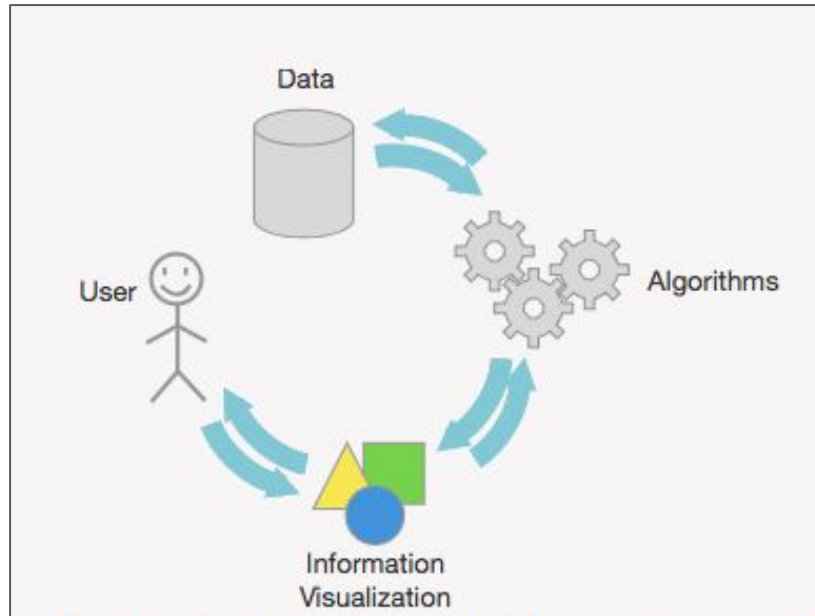 Data
User
Algorithms
Information
Visualization